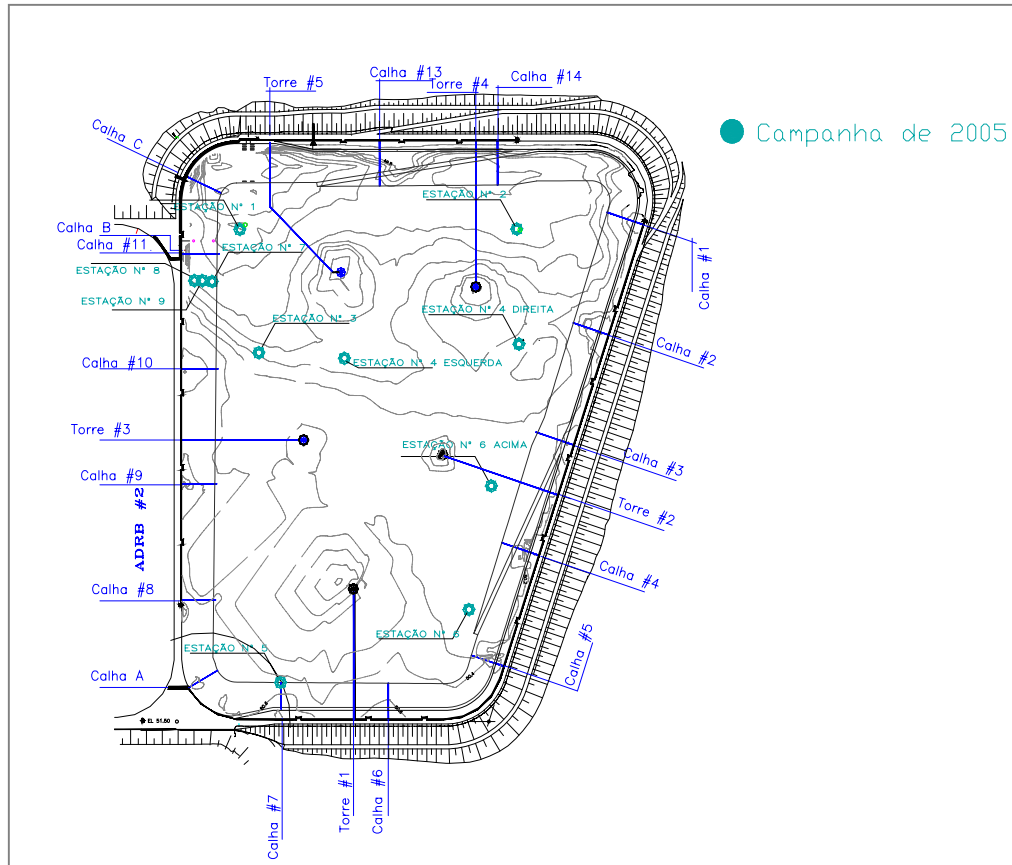 Calha #13
Calha #14
Torre #5
Torre #4
Calha C
Campanha de 2005
ESTAÇÃO Nº 1
ESTAÇÃO Nº 2
Calha B
Calha #11
ESTAÇÃO Nº 7
Calha #1
ESTAÇÃO Nº 8
ESTAÇÃO Nº 9
ESTAÇÃO Nº 3
ESTAÇÃO Nº 4 DIREITA
Calha #2
Calha #10
ESTAÇÃO Nº 4 ESQUERDA
Torre #3
ESTAÇÃO Nº 6 ACIMA
Calha #3
Calha #9
Torre #2
ADRB #2
Calha #4
Calha #8
ESTAÇÃO Nº 6
ESTAÇÃO Nº 5
Calha #5
Calha A
EL 51.50
Calha #7
Torre #1
Calha #6